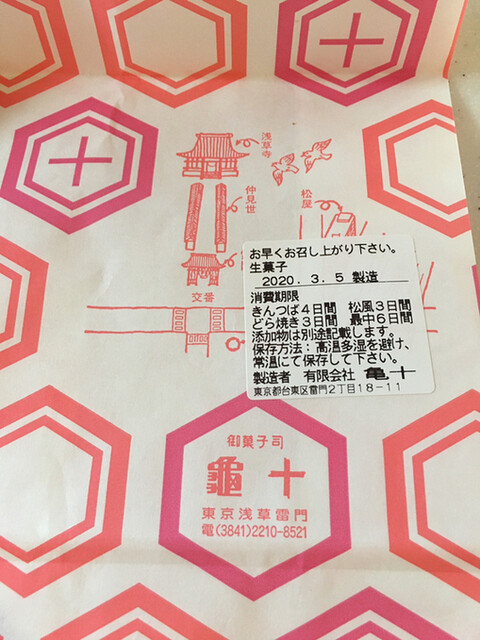 十
十
浅草寺
仲見世
松屋
交番
お早くお召し上がり下さい。
生菓子
2020. 3. 5 製造
消費期限
きんつば４日間 松風３日間
どら焼き３日間 最中６日間
添加物は別途記載します。
保存方法：高温多湿を避け、
常温にて保存して下さい。
製造者 有限会社 亀十
東京都台東区雷門２丁目１８－１１
御菓子司
龜十
東京浅草雷門
電(3841)2210-8521